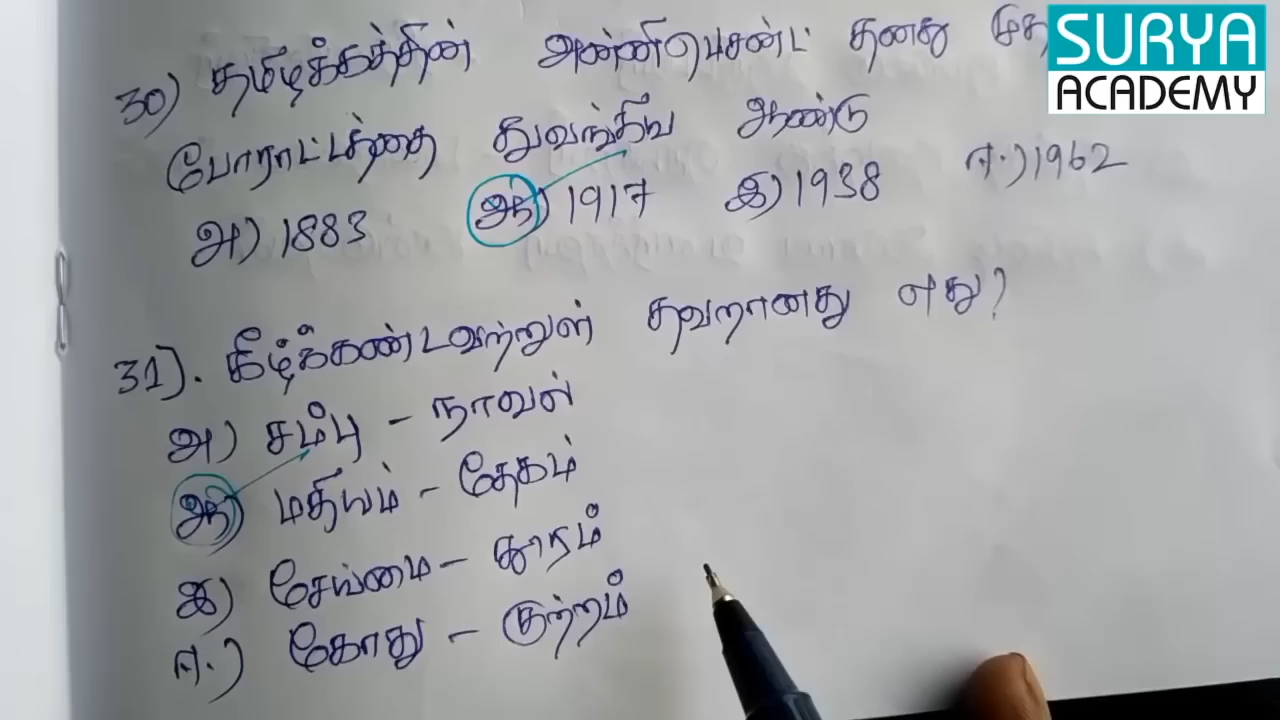 30) தமிழகத்தின் அன்னிபெசண்ட் தனது முத
SURYA
ACADEMY
போராட்டத்தை துவங்கிய ஆண்டு
அ) 1883 ஆ) 1917 இ) 1938 ஈ.) 1962
31). கீழ்க்கண்டவற்றுள் தவறானது எது?
அ) சம்பு - நாவல்
ஆ) மதியம் - தேகம்
இ) சேய்மை - தூரம்
ஈ.) கோது - குற்றம்